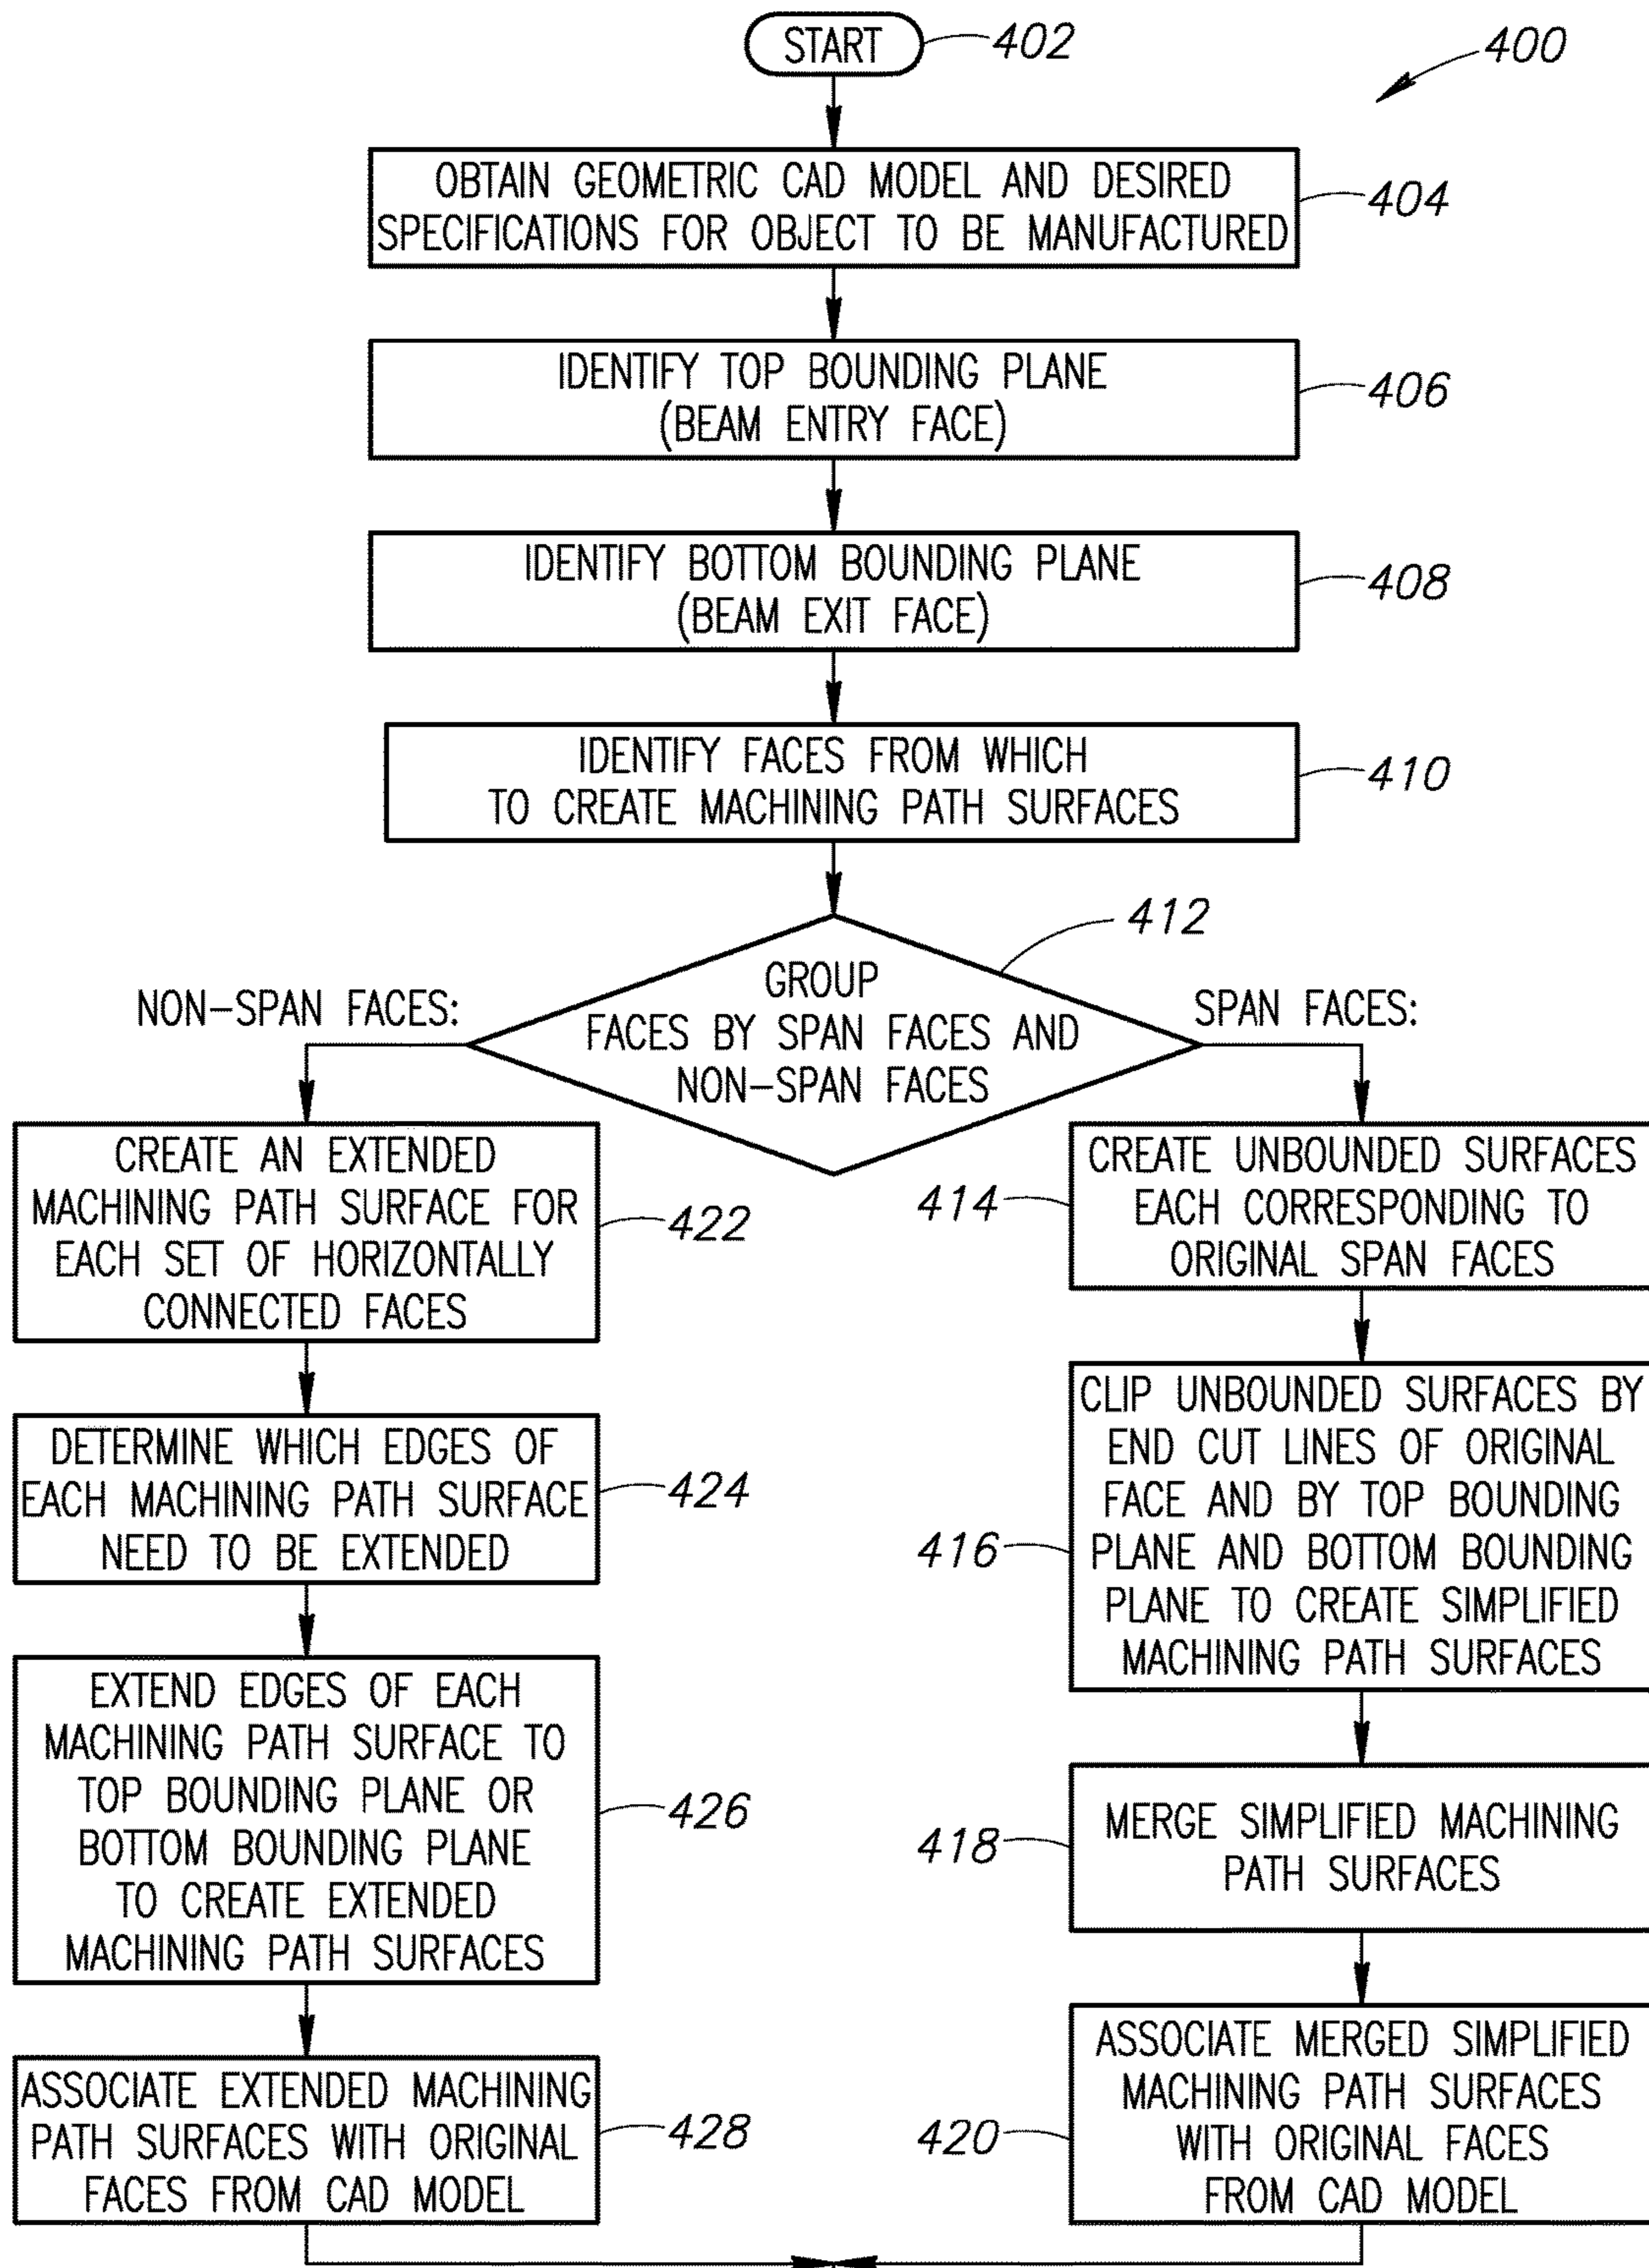 START
402
400
OBTAIN GEOMETRIC CAD MODEL AND DESIRED
SPECIFICATIONS FOR OBJECT TO BE MANUFACTURED
404
IDENTIFY TOP BOUNDING PLANE
(BEAM ENTRY FACE)
406
IDENTIFY BOTTOM BOUNDING PLANE
(BEAM EXIT FACE)
408
IDENTIFY FACES FROM WHICH
TO CREATE MACHINING PATH SURFACES
410
412
GROUP
FACES BY SPAN FACES AND
NON-SPAN FACES
NON-SPAN FACES:
SPAN FACES:
CREATE AN EXTENDED
MACHINING PATH SURFACE FOR
EACH SET OF HORIZONTALLY
CONNECTED FACES
422
DETERMINE WHICH EDGES OF
EACH MACHINING PATH SURFACE
NEED TO BE EXTENDED
424
EXTEND EDGES OF EACH
MACHINING PATH SURFACE TO
TOP BOUNDING PLANE OR
BOTTOM BOUNDING PLANE
TO CREATE EXTENDED
MACHINING PATH SURFACES
426
ASSOCIATE EXTENDED MACHINING
PATH SURFACES WITH ORIGINAL
FACES FROM CAD MODEL
428
CREATE UNBOUNDED SURFACES
EACH CORRESPONDING TO
ORIGINAL SPAN FACES
414
CLIP UNBOUNDED SURFACES BY
END CUT LINES OF ORIGINAL
FACE AND BY TOP BOUNDING
PLANE AND BOTTOM BOUNDING
PLANE TO CREATE SIMPLIFIED
MACHINING PATH SURFACES
416
MERGE SIMPLIFIED MACHINING
PATH SURFACES
418
ASSOCIATE MERGED SIMPLIFIED
MACHINING PATH SURFACES
WITH ORIGINAL FACES
FROM CAD MODEL
420